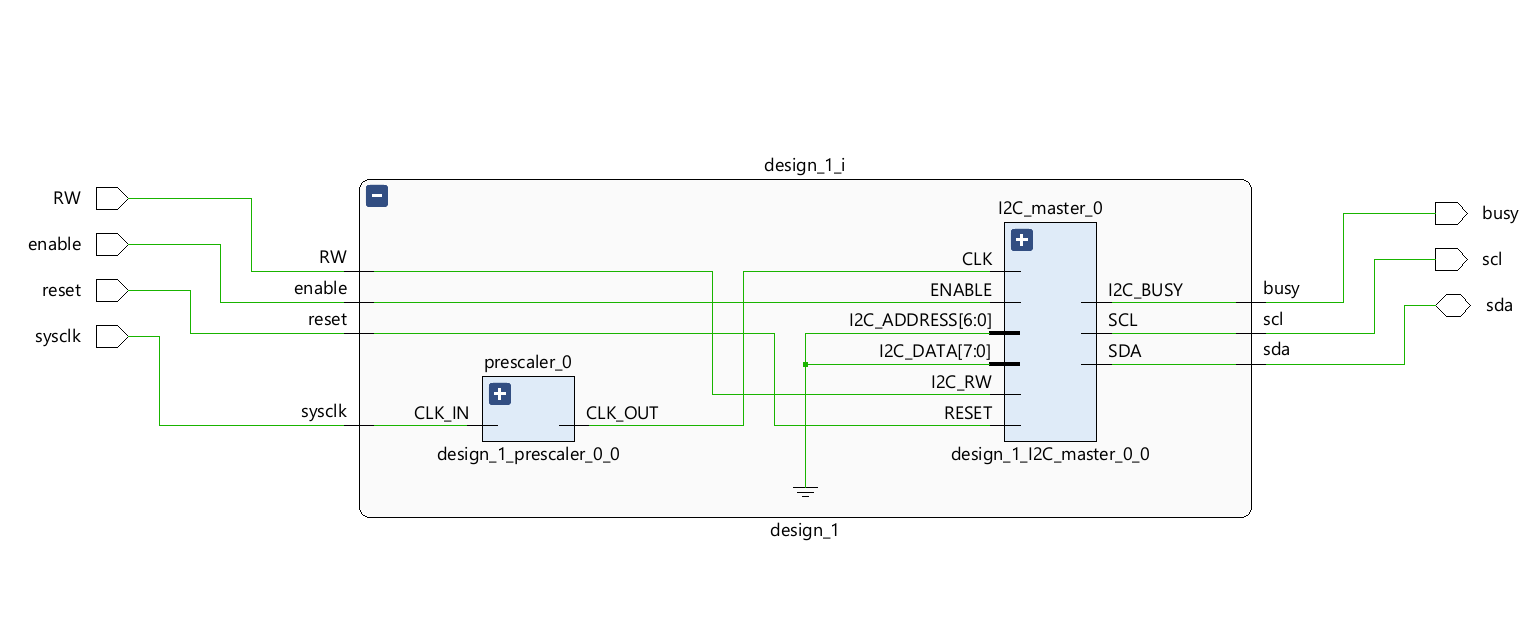 design_1_i
RW
enable
reset
sysclk
RW
enable
reset
sysclk
prescaler_0
CLK_IN
CLK_OUT
design_1_prescaler_0_0
I2C_master_0
CLK
ENABLE
I2C_ADDRESS[6:0]
I2C_DATA[7:0]
I2C_RW
RESET
I2C_BUSY
SCL
SDA
design_1_I2C_master_0_0
busy
scl
sda
busy
scl
sda
design_1